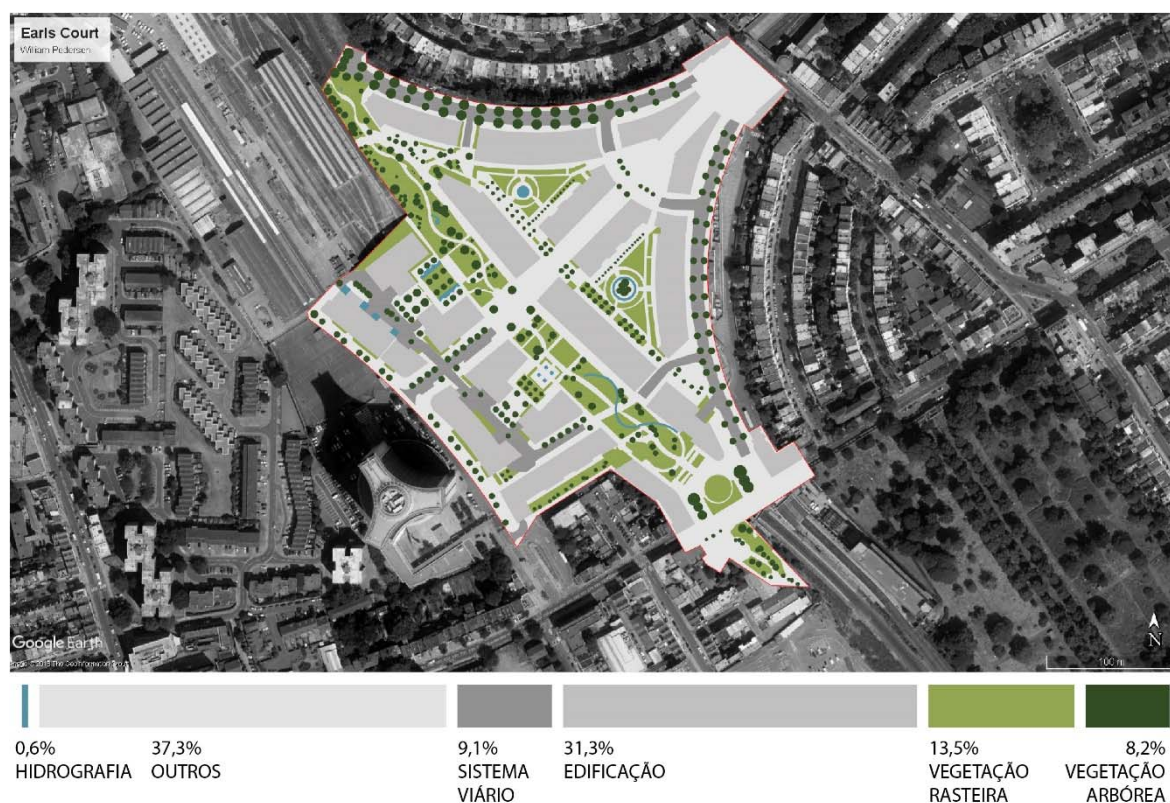 Earls Court
William Pedersen
Google Earth
N
100 m
0,6%
HIDROGRAFIA
37,3%
OUTROS
9,1%
SISTEMA
VIÁRIO
31,3%
EDIFICAÇÃO
13,5%
VEGETAÇÃO
RASTEIRA
8,2%
VEGETAÇÃO
ARBÓREA